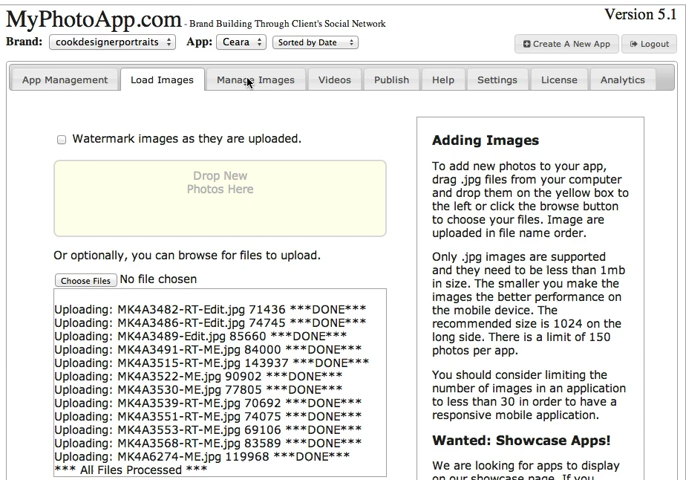 MyPhotoApp.com - Brand Building Through Client's Social Network
Version 5.1
Brand: cookdesignerportraits App: Ceara Sorted by Date
Create A New App Logout
App Management Load Images Manage Images Videos Publish Help Settings License Analytics
Watermark images as they are uploaded.
Drop New
Photos Here
Or optionally, you can browse for files to upload.
Choose Files No file chosen
Uploading: MK4A3482-RT-Edit.jpg 71436 ***DONE***
Uploading: MK4A3486-RT-Edit.jpg 74745 ***DONE***
Uploading: MK4A3489-Edit.jpg 85660 ***DONE***
Uploading: MK4A3491-RT-ME.jpg 84000 ***DONE***
Uploading: MK4A3515-RT-ME.jpg 143937 ***DONE***
Uploading: MK4A3522-ME.jpg 90902 ***DONE***
Uploading: MK4A3530-ME.jpg 77805 ***DONE***
Uploading: MK4A3539-RT-ME.jpg 70692 ***DONE***
Uploading: MK4A3551-RT-ME.jpg 74075 ***DONE***
Uploading: MK4A3553-RT-ME.jpg 69106 ***DONE***
Uploading: MK4A3568-RT-ME.jpg 83589 ***DONE***
Uploading: MK4A6274-ME.jpg 119968 ***DONE***
*** All Files Processed ***
Adding Images
To add new photos to your app,
drag .jpg files from your computer
and drop them on the yellow box to
the left or click the browse button
to choose your files. Image are
uploaded in file name order.
Only .jpg images are supported
and they need to be less than 1mb
in size. The smaller you make the
images the better performance on
the mobile device. The
recommended size is 1024 on the
long side. There is a limit of 150
photos per app.
You should consider limiting the
number of images in an application
to less than 30 in order to have a
responsive mobile application.
Wanted: Showcase Apps!
We are looking for apps to display
on our showcase page. If you